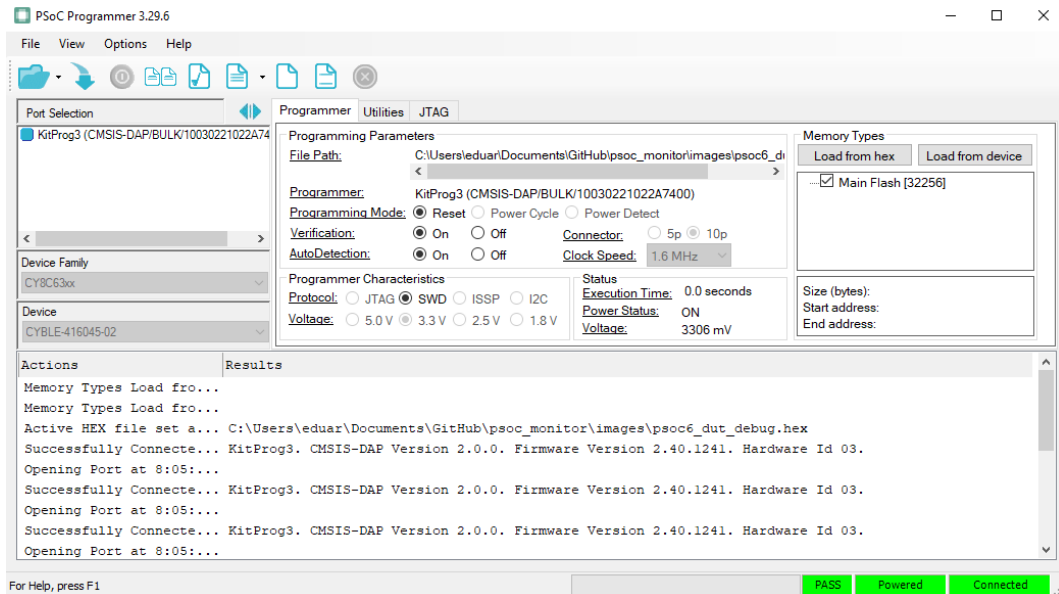 PSoC Programmer 3.29.6
File View Options Help
Port Selection
KitProg3 (CMSIS-DAP/BULK/10030221022A74
Device Family
CY8C63xx
Device
CYBLE-416045-02
Programmer Utilities JTAG
Programming Parameters
File Path: C:\Users\eduar\Documents\GitHub\psoc_monitor\images\psoc6_du
Programmer: KitProg3 (CMSIS-DAP/BULK/10030221022A7400)
Programming Mode: Reset Power Cycle Power Detect
Verification: On Off Connector: 5p 10p
AutoDetection: On Off Clock Speed: 1.6 MHz
Programmer Characteristics
Protocol: JTAG SWD ISSP I2C
Voltage: 5.0 V 3.3 V 2.5 V 1.8 V
Status
Execution Time: 0.0 seconds
Power Status: ON
Voltage: 3306 mV
Memory Types
Load from hex Load from device
Main Flash [32256]
Size (bytes):
Start address:
End address:
Actions Results
Memory Types Load fro...
Memory Types Load fro...
Active HEX file set a... C:\Users\eduar\Documents\GitHub\psoc_monitor\images\psoc6_dut_debug.hex
Successfully Connecte... KitProg3. CMSIS-DAP Version 2.0.0. Firmware Version 2.40.1241. Hardware Id 03.
Opening Port at 8:05:...
Successfully Connecte... KitProg3. CMSIS-DAP Version 2.0.0. Firmware Version 2.40.1241. Hardware Id 03.
Opening Port at 8:05:...
Successfully Connecte... KitProg3. CMSIS-DAP Version 2.0.0. Firmware Version 2.40.1241. Hardware Id 03.
Opening Port at 8:05:...
For Help, press F1
PASS Powered Connected